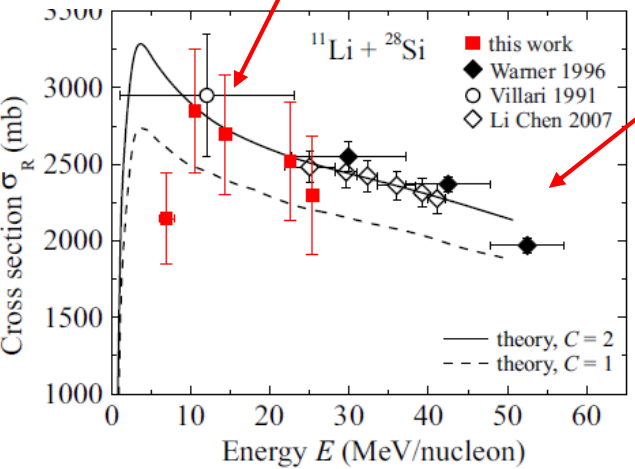 3500
¹¹Li + ²⁸Si
this work
Warner 1996
Villari 1991
Li Chen 2007
3000
2500
2000
1500
1000
Cross section σ_R (mb)
theory, C = 2
theory, C = 1
0 10 20 30 40 50 60
Energy E (MeV/nucleon)